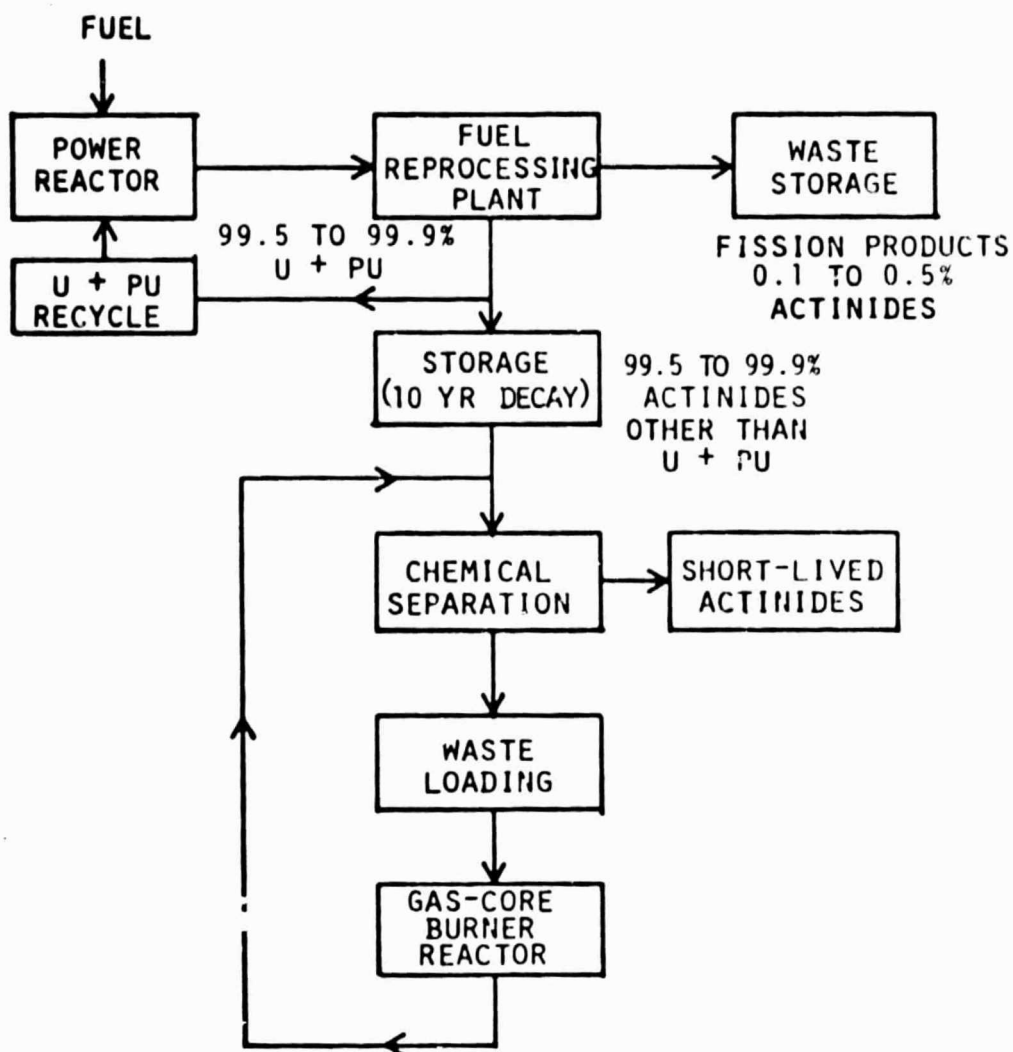 FUEL
POWER
REACTOR
FUEL
REPROCESSING
PLANT
WASTE
STORAGE
99.5 TO 99.9%
U + PU
FISSION PRODUCTS
0.1 TO 0.5%
ACTINIDES
U + PU
RECYCLE
STORAGE
(10 YR DECAY)
99.5 TO 99.9%
ACTINIDES
OTHER THAN
U + PU
CHEMICAL
SEPARATION
SHORT-LIVED
ACTINIDES
WASTE
LOADING
GAS-CORE
BURNER
REACTOR